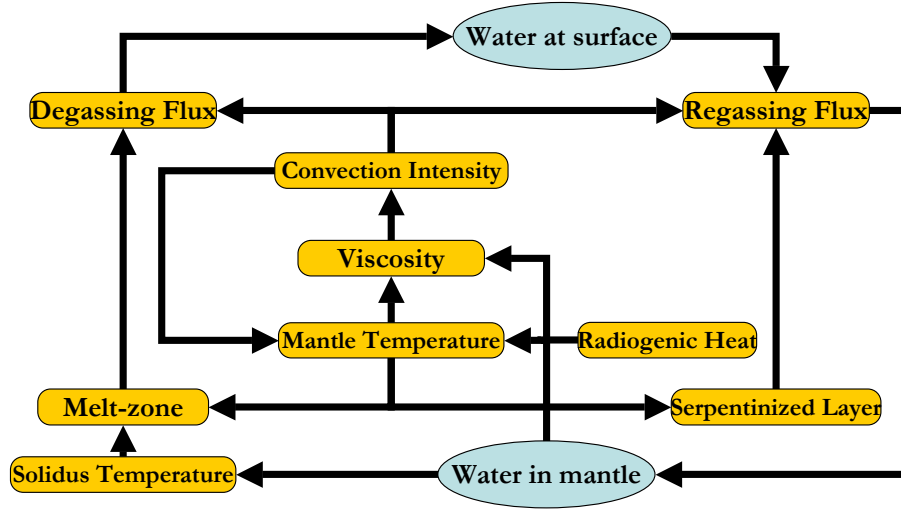 Water at surface
Degassing Flux
Regassing Flux
Convection Intensity
Viscosity
Mantle Temperature
Radiogenic Heat
Melt-zone
Serpentinized Layer
Solidus Temperature
Water in mantle